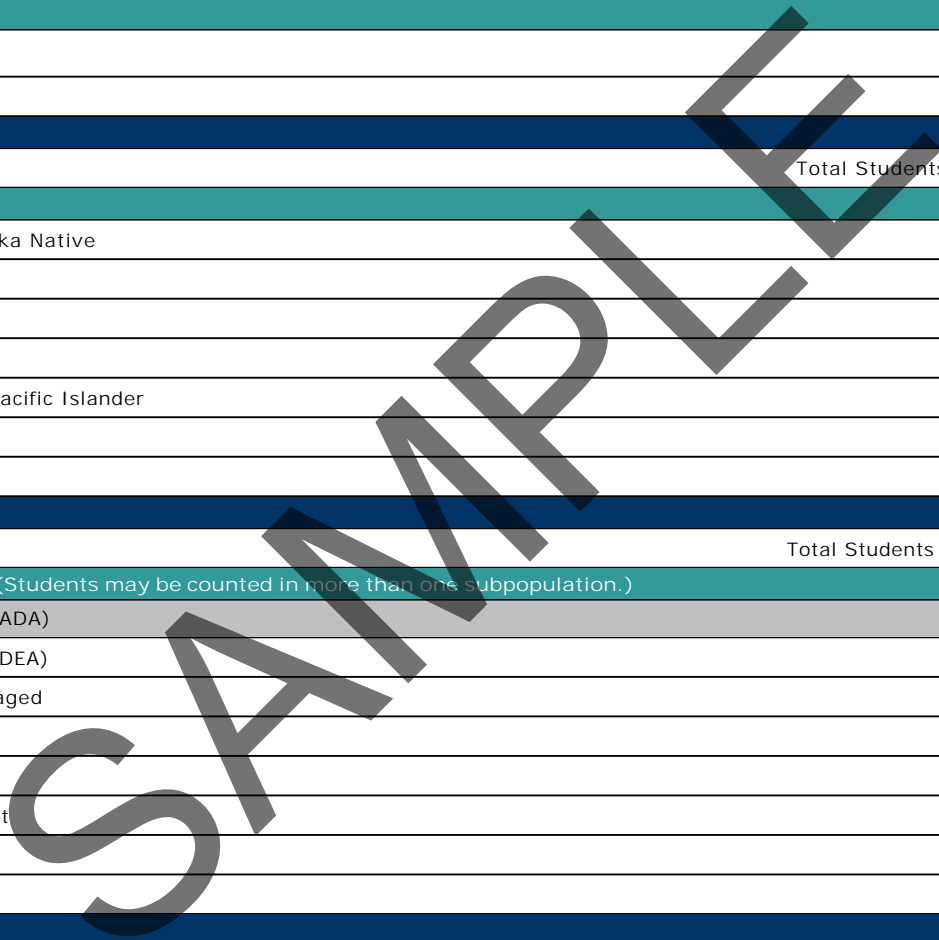 Total Students
ka Native
acific Islander
Total Students
(Students may be counted in more than one subpopulation.)
ADA)
DEA)
aged
t
SAMPLE